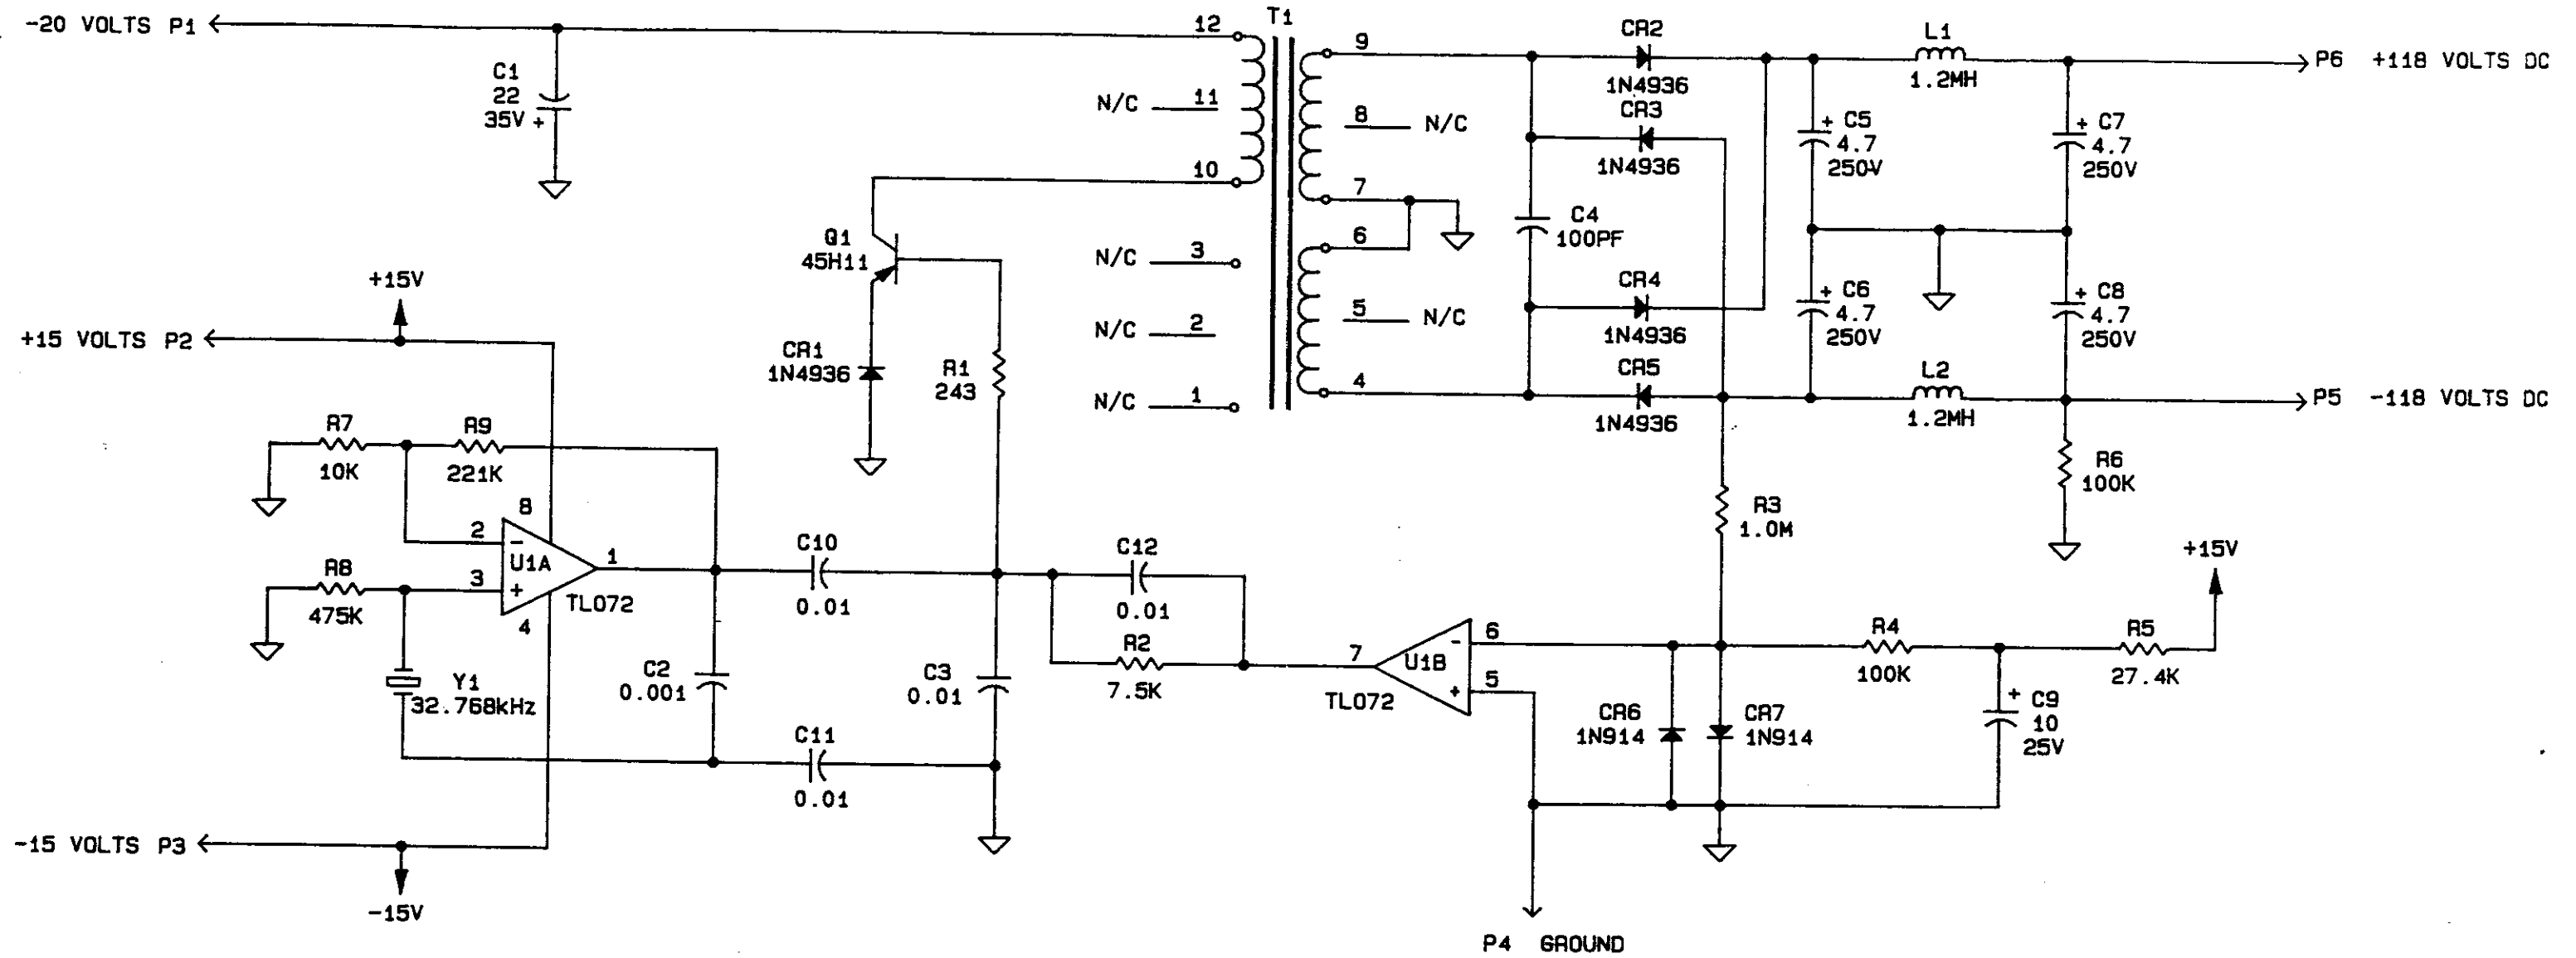 -20 VOLTS P1
C1
22
35V +
12
N/C 11
10
T1
9
8 N/C
7
6
5 N/C
4
N/C 3
N/C 2
N/C 1
CR2
1N4936
CR3
1N4936
C4
100PF
CR4
1N4936
CR5
1N4936
L1
1.2MH
P6 +118 VOLTS DC
+ C5
4.7
250V
+ C7
4.7
250V
+ C6
4.7
250V
+ C8
4.7
250V
L2
1.2MH
P5 -118 VOLTS DC
Q1
45H11
CR1
1N4936
R1
243
+15V
+15 VOLTS P2
R7
10K
R9
221K
8
2
-
U1A
1
R8
475K
3
+
TL072
4
Y1
32.768kHz
C2
0.001
C10
0.01
C11
0.01
C3
0.01
C12
0.01
R2
7.5K
7
U1B
TL072
- 6
+ 5
R3
1.0M
R6
100K
+15V
R4
100K
R5
27.4K
CR6
1N914
CR7
1N914
+ C9
10
25V
-15 VOLTS P3
-15V
P4 GROUND